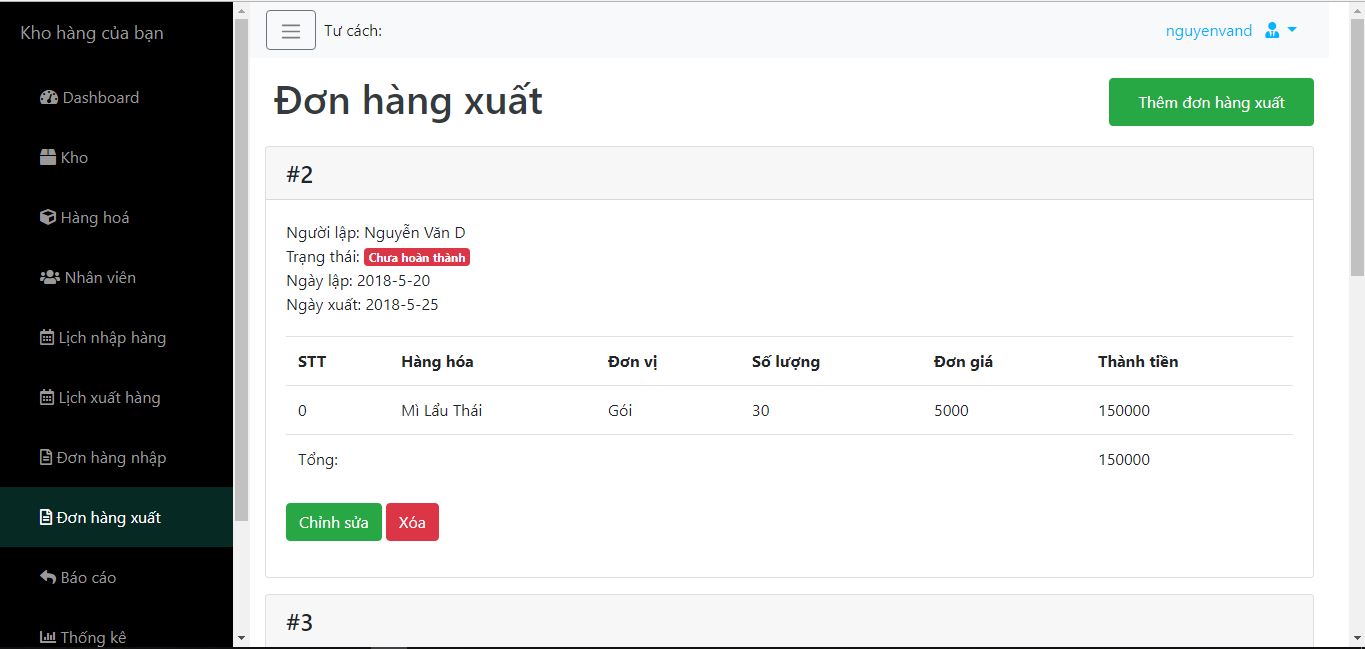 Kho hàng của bạn
Dashboard
Kho
Hàng hoá
Nhân viên
Lịch nhập hàng
Lịch xuất hàng
Đơn hàng nhập
Đơn hàng xuất
Báo cáo
Thống kê
Tư cách:
nguyenvand
Đơn hàng xuất
Thêm đơn hàng xuất
#2
Người lập: Nguyễn Văn D
Trạng thái: Chưa hoàn thành
Ngày lập: 2018-5-20
Ngày xuất: 2018-5-25
STT Hàng hóa Đơn vị Số lượng Đơn giá Thành tiền
0 Mì Lẩu Thái Gói 30 5000 150000
Tổng: 150000
Chỉnh sửa Xóa
#3